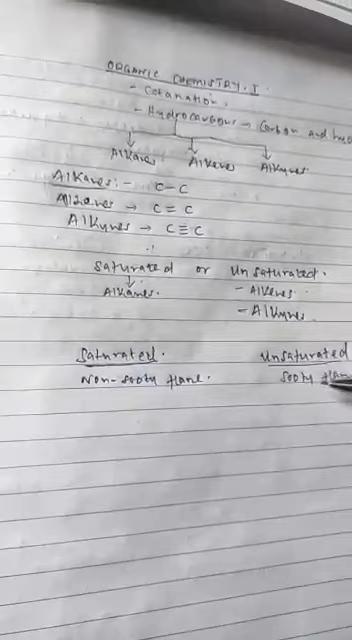 ORGANIC CHEMISTRY-I
- Catanation.
- Hydrocarbons → Carbon and
Alkanes Alkenes Alkynes
Alkanes:- C-C
Alkenes → C=C
Alkynes → C≡C
∴
Saturated or Unsaturated.
Alkanes. - Alkenes
- Alkynes
Saturated. Unsaturated
Non-sooty flame. Sooty